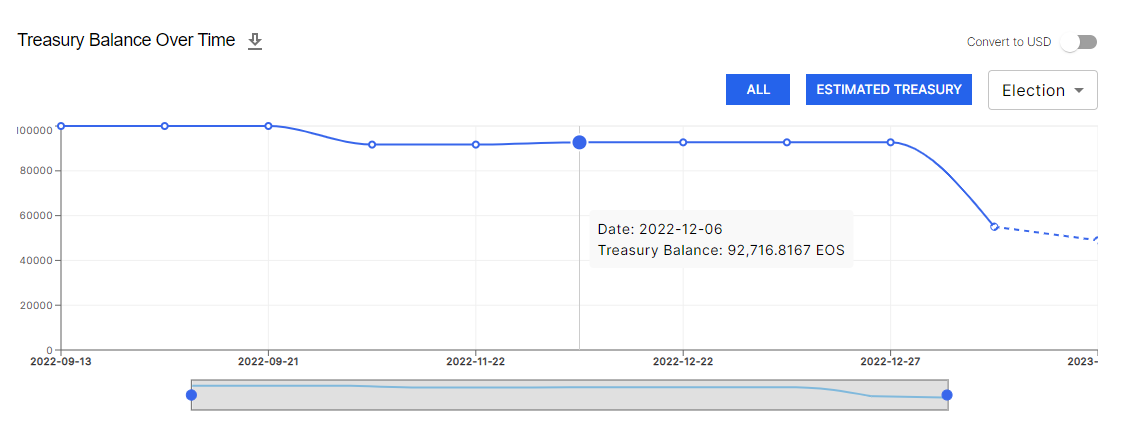 Treasury Balance Over Time
Convert to USD
ALL
ESTIMATED TREASURY
Election
100000
80000
60000
40000
20000
0
Date: 2022-12-06
Treasury Balance: 92,716.8167 EOS
2022-09-13
2022-09-21
2022-11-22
2022-12-22
2022-12-27
2023-